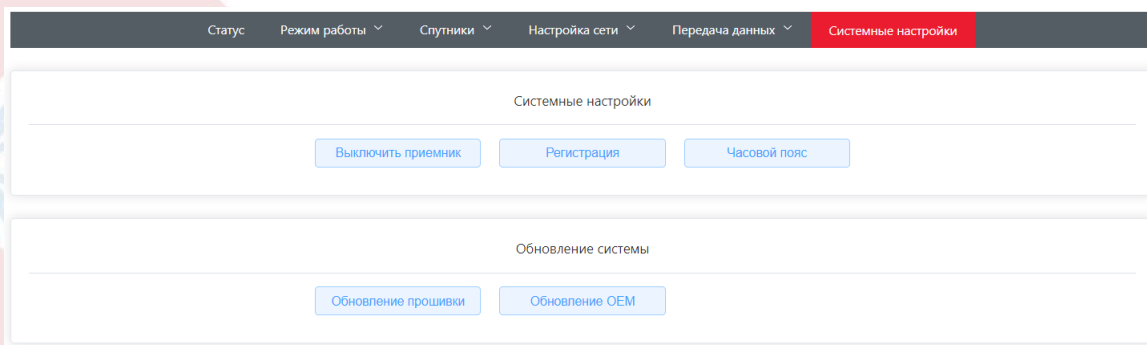 Статус Режим работы Спутники Настройка сети Передача данных Системные настройки
Системные настройки
Выключить приемник Регистрация Часовой пояс
Обновление системы
Обновление прошивки Обновление OEM